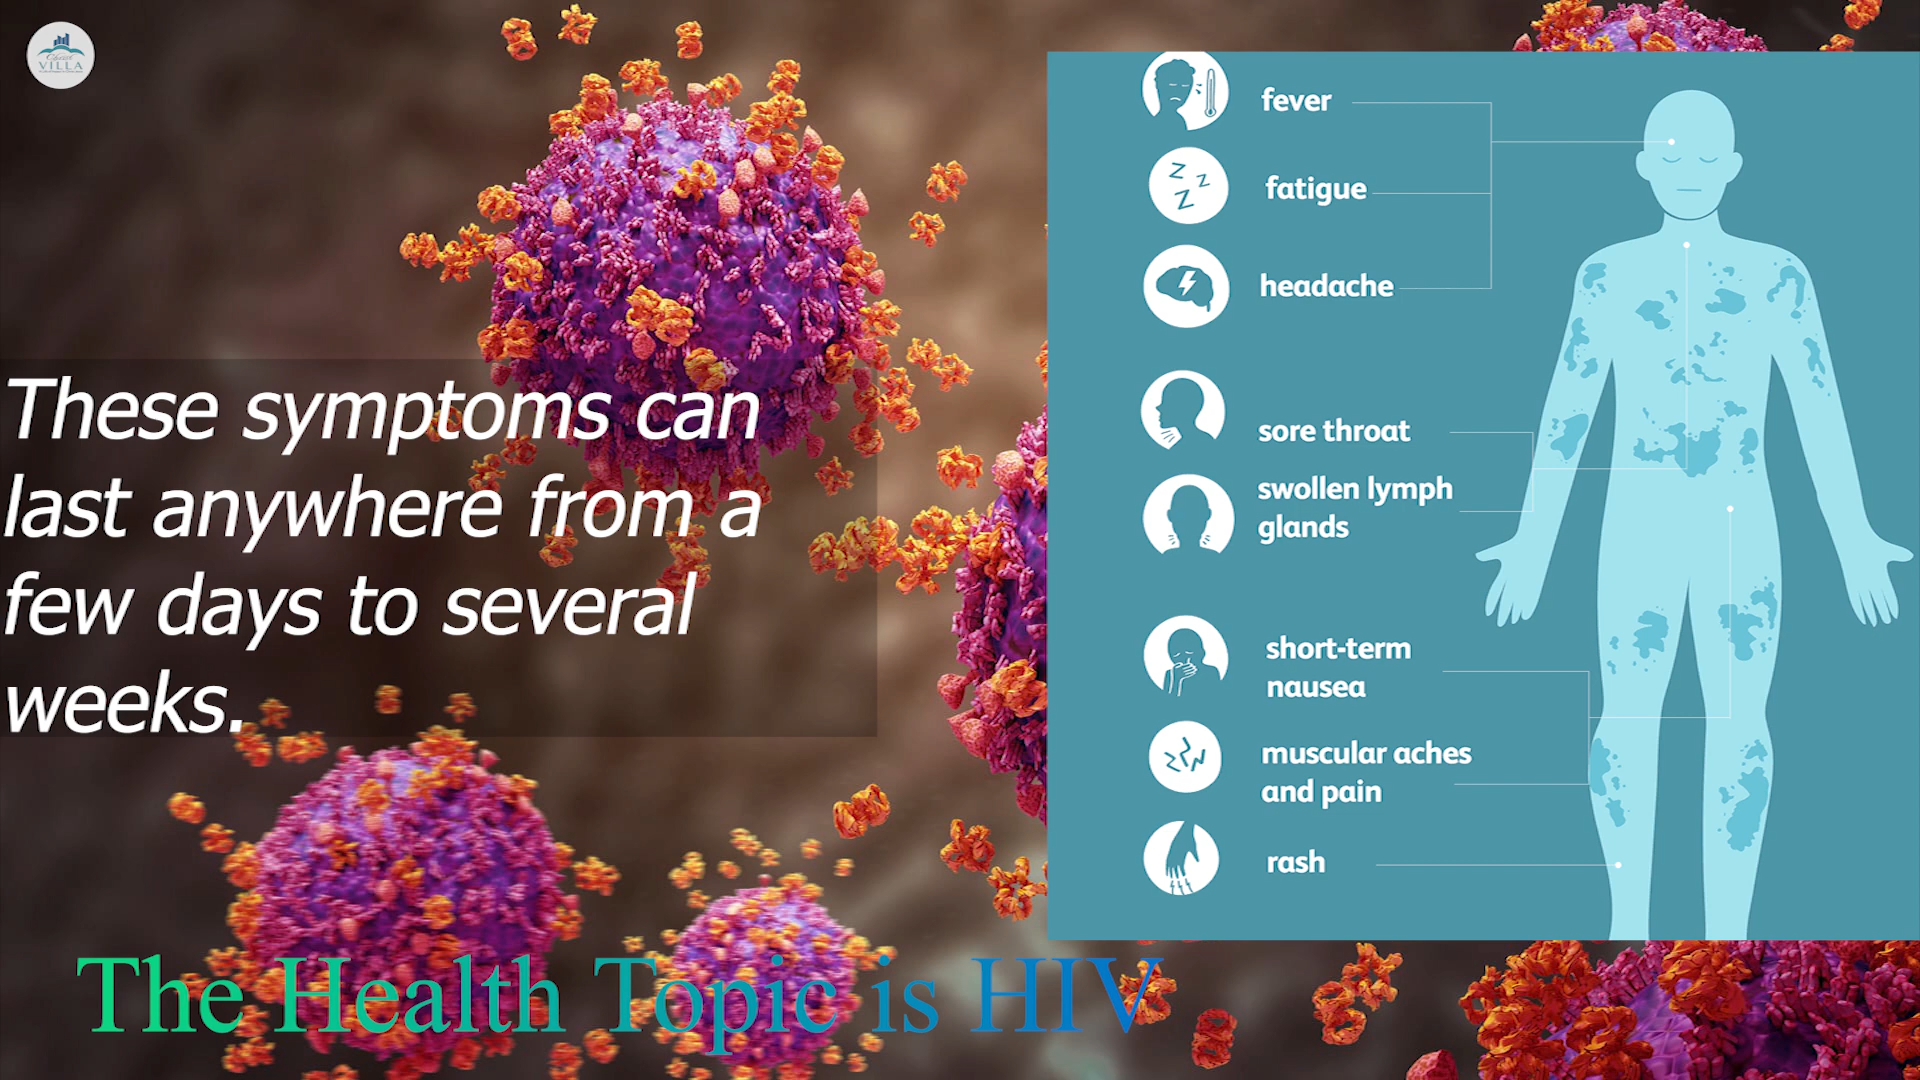 VILLA
These symptoms can
last anywhere from a
few days to several
weeks.
fever
fatigue
headache
sore throat
swollen lymph
glands
short-term
nausea
muscular aches
and pain
rash
The Health Topic is HIV